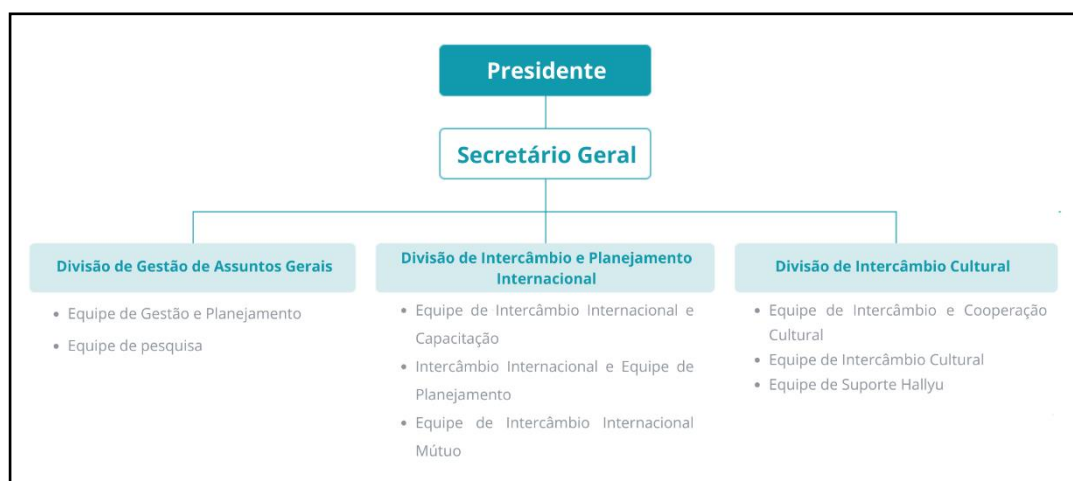 Presidente
Secretário Geral
Divisão de Gestão de Assuntos Gerais
• Equipe de Gestão e Planejamento
• Equipe de pesquisa
Divisão de Intercâmbio e Planejamento
Internacional
• Equipe de Intercâmbio Internacional e
Capacitação
• Intercâmbio Internacional e Equipe de
Planejamento
• Equipe de Intercâmbio Internacional
Mútuo
Divisão de Intercâmbio Cultural
• Equipe de Intercâmbio e Cooperação
Cultural
• Equipe de Intercâmbio Cultural
• Equipe de Suporte Hallyu